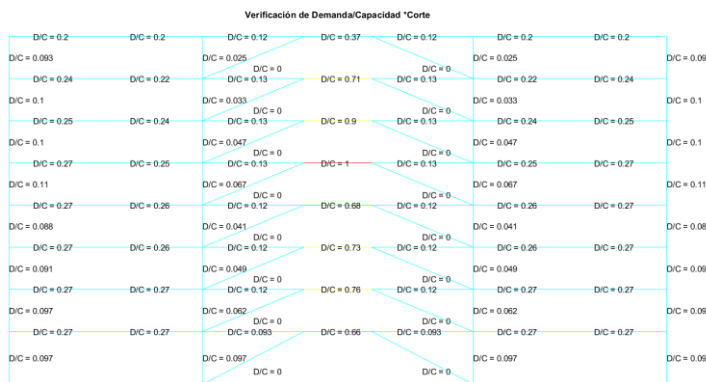 Verificación de Demanda/Capacidad *Corte
D/C = 0.2 D/C = 0.2 D/C = 0.12 D/C = 0.37 D/C = 0.12 D/C = 0.2 D/C = 0.2
D/C = 0.093 D/C = 0.025 D/C = 0.025 D/C = 0.09
D/C = 0 D/C = 0
D/C = 0.24 D/C = 0.22 D/C = 0.13 D/C = 0.71 D/C = 0.13 D/C = 0.22 D/C = 0.24
D/C = 0.1 D/C = 0.033 D/C = 0.033 D/C = 0.1
D/C = 0 D/C = 0
D/C = 0.25 D/C = 0.24 D/C = 0.13 D/C = 0.9 D/C = 0.13 D/C = 0.24 D/C = 0.25
D/C = 0.1 D/C = 0.047 D/C = 0.047 D/C = 0.1
D/C = 0 D/C = 0
D/C = 0.27 D/C = 0.25 D/C = 0.13 D/C = 1 D/C = 0.13 D/C = 0.25 D/C = 0.27
D/C = 0.11 D/C = 0.067 D/C = 0.067 D/C = 0.11
D/C = 0 D/C = 0
D/C = 0.27 D/C = 0.26 D/C = 0.12 D/C = 0.68 D/C = 0.12 D/C = 0.26 D/C = 0.27
D/C = 0.088 D/C = 0.041 D/C = 0.041 D/C = 0.08
D/C = 0 D/C = 0
D/C = 0.27 D/C = 0.26 D/C = 0.12 D/C = 0.73 D/C = 0.12 D/C = 0.26 D/C = 0.27
D/C = 0.091 D/C = 0.049 D/C = 0.049 D/C = 0.09
D/C = 0 D/C = 0
D/C = 0.27 D/C = 0.27 D/C = 0.12 D/C = 0.76 D/C = 0.12 D/C = 0.27 D/C = 0.27
D/C = 0.097 D/C = 0.062 D/C = 0.062 D/C = 0.09
D/C = 0 D/C = 0
D/C = 0.27 D/C = 0.27 D/C = 0.093 D/C = 0.66 D/C = 0.093 D/C = 0.27 D/C = 0.27
D/C = 0.097 D/C = 0.097 D/C = 0.097 D/C = 0.09
D/C = 0 D/C = 0